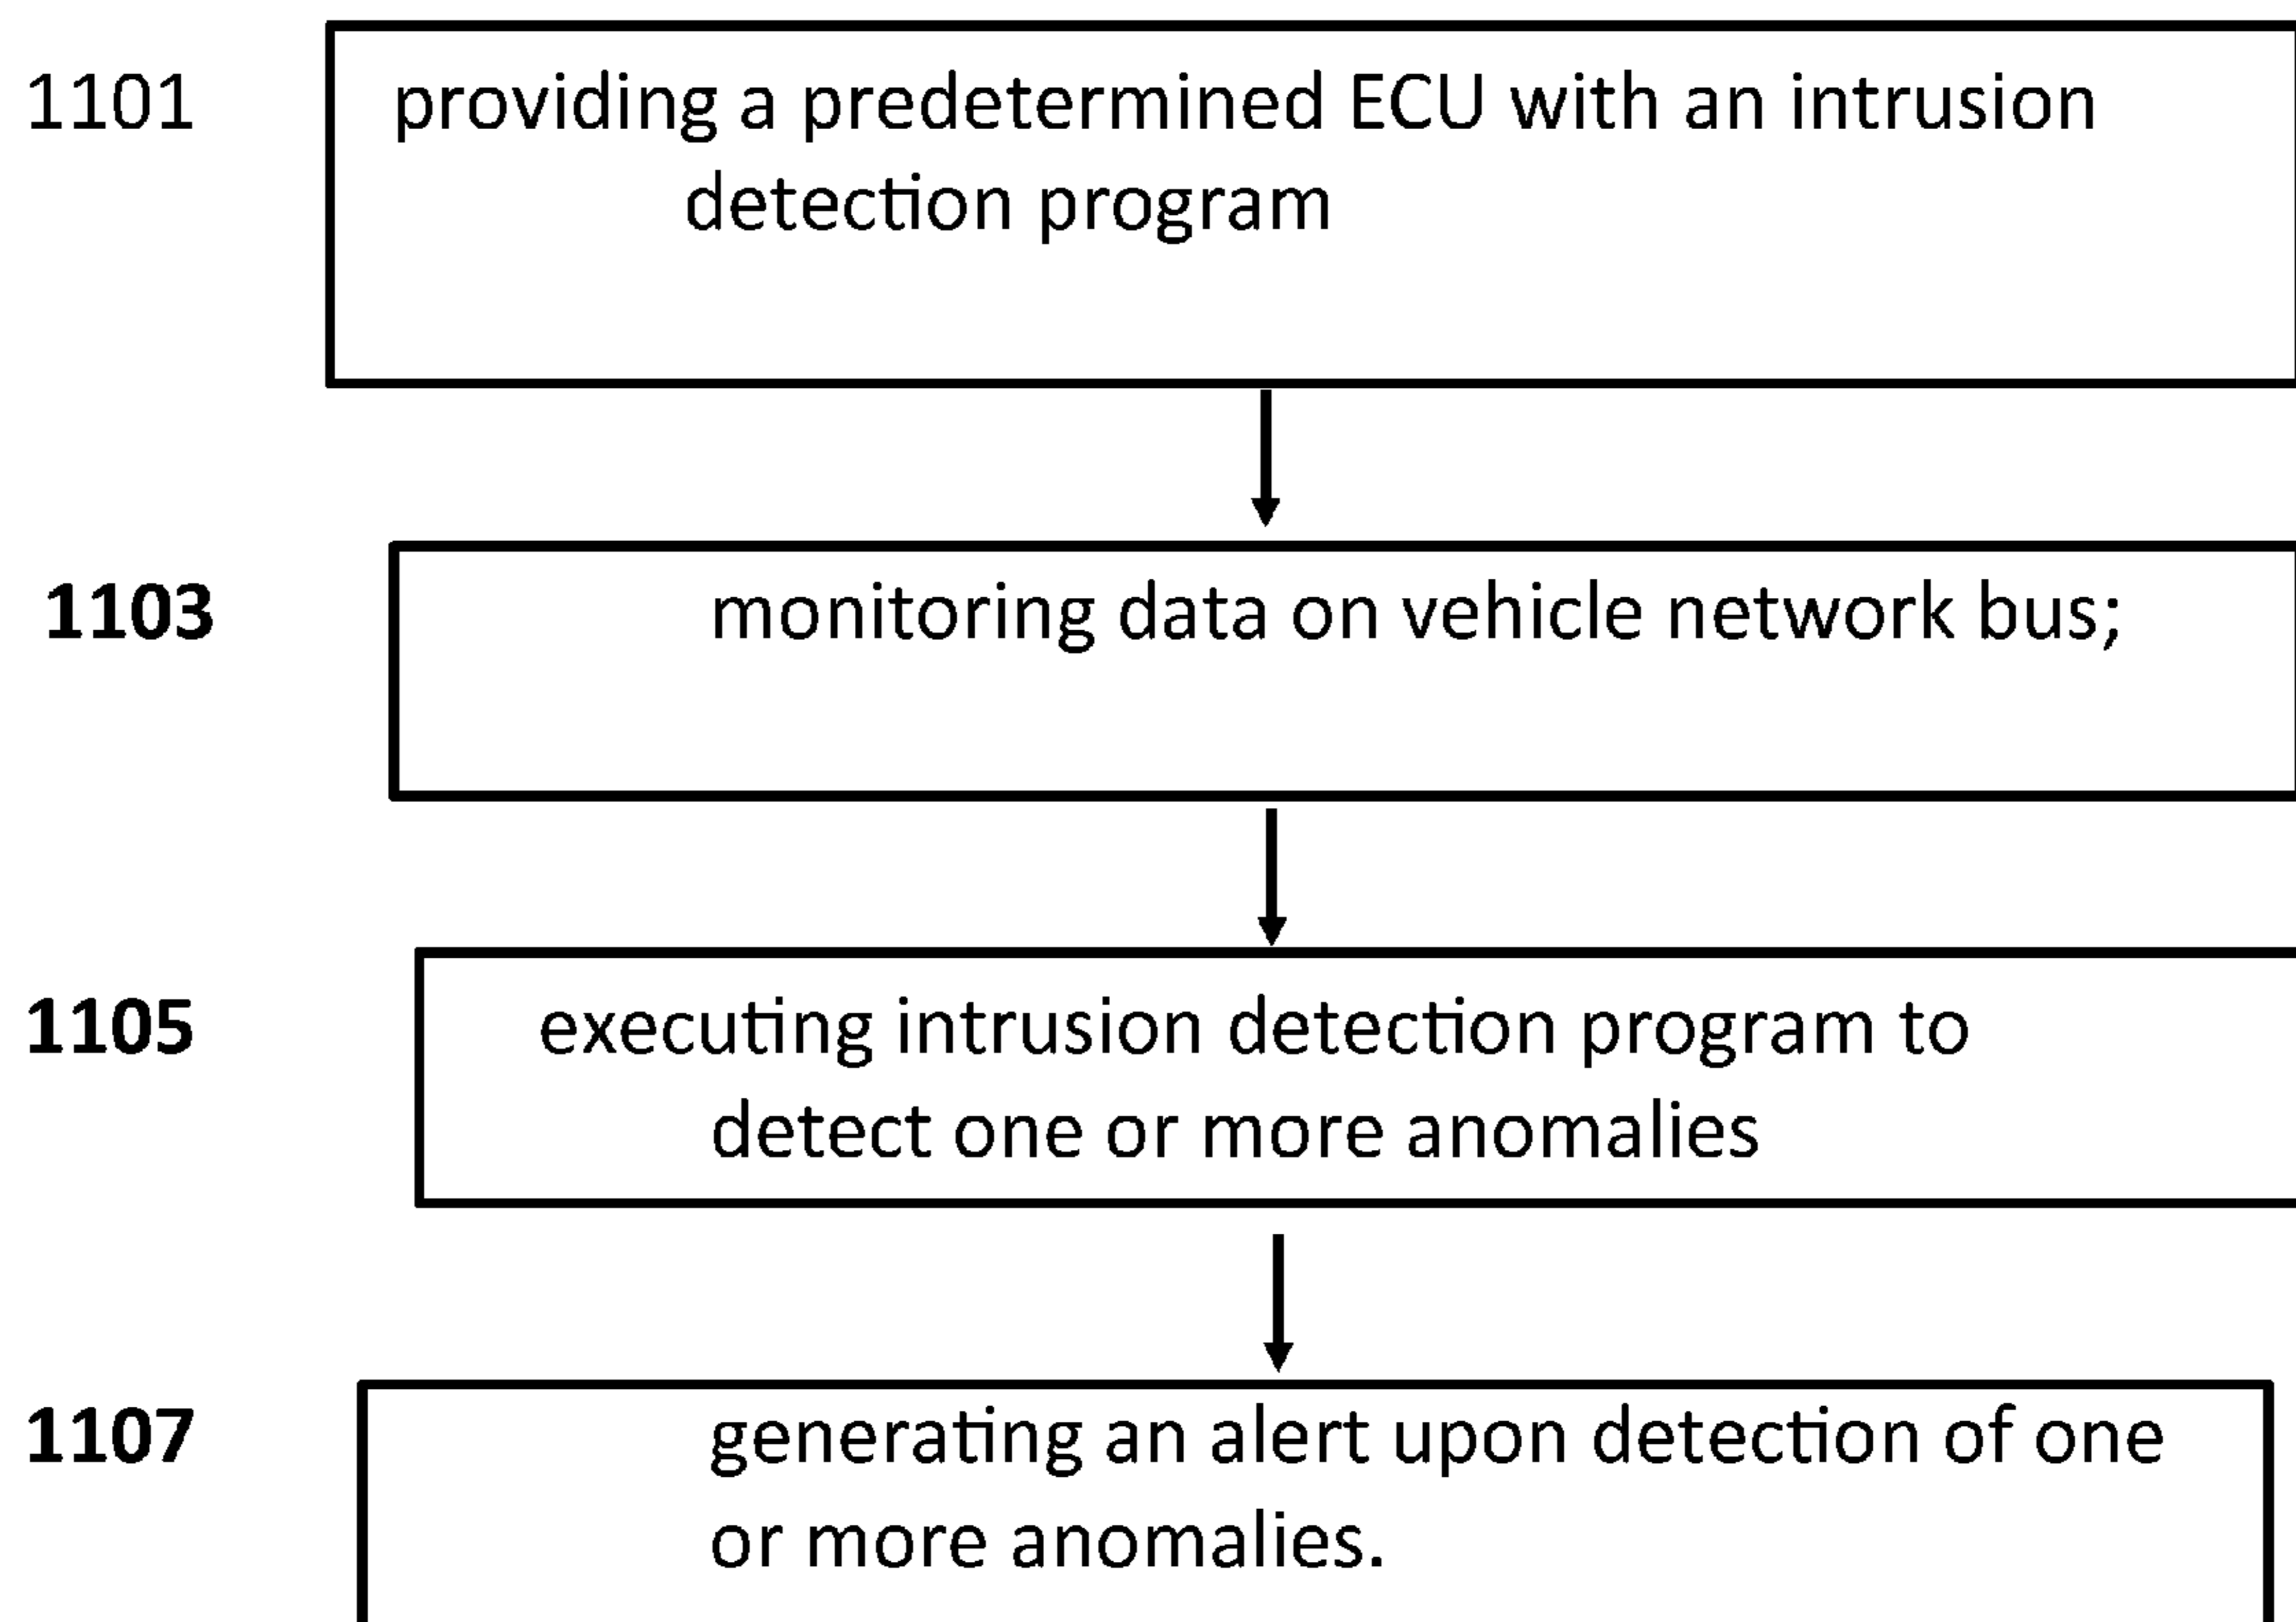 1101
providing a predetermined ECU with an intrusion
detection program
1103
monitoring data on vehicle network bus;
1105
executing intrusion detection program to
detect one or more anomalies
1107
generating an alert upon detection of one
or more anomalies.